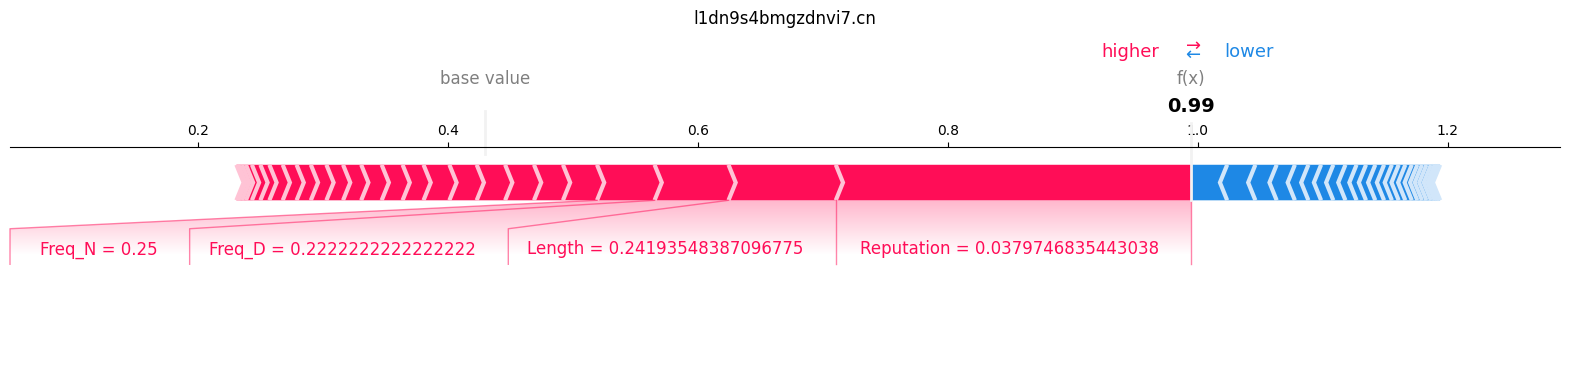 l1dn9s4bmgzdnvi7.cn
higher ⇄ lower
base value f(x)
0.99
0.2 0.4 0.6 0.8 1.0 1.2
Freq_N = 0.25 Freq_D = 0.2222222222222222 Length = 0.24193548387096775 Reputation = 0.0379746835443038